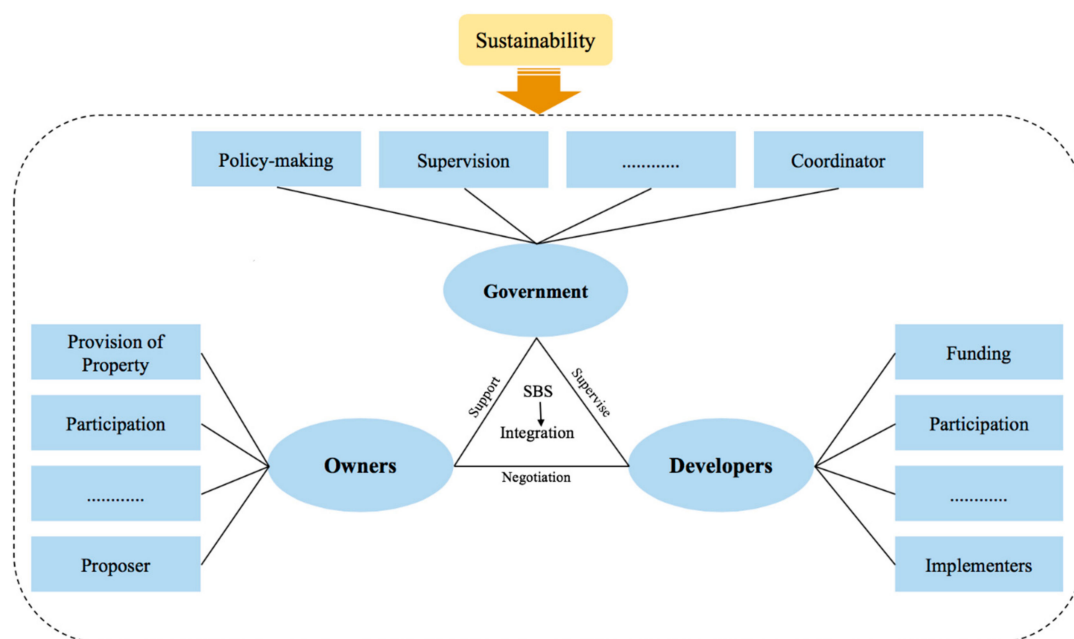 Sustainability
Policy-making
Supervision
............
Coordinator
Government
Provision of
Property
Participation
............
Proposer
Owners
Support
SBS
Integration
Supervise
Negotiation
Developers
Funding
Participation
............
Implementers